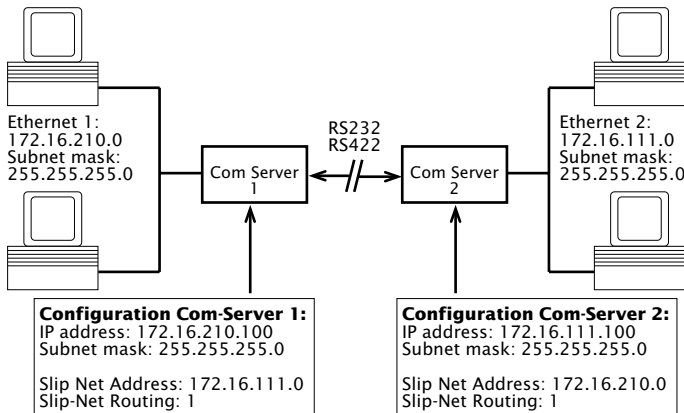 Ethernet 1:
172.16.210.0
Subnet mask:
255.255.255.0
RS232
RS422
Ethernet 2:
172.16.111.0
Subnet mask:
255.255.255.0
Com Server
1
Com Server
2
Configuration Com-Server 1:
IP address: 172.16.210.100
Subnet mask: 255.255.255.0
Slip Net Address: 172.16.111.0
Slip-Net Routing: 1
Configuration Com-Server 2:
IP address: 172.16.111.100
Subnet mask: 255.255.255.0
Slip Net Address: 172.16.210.0
Slip-Net Routing: 1